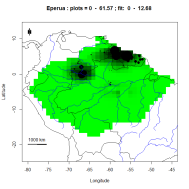 Eperua : plots = 0 - 61.57 ; fit: 0 - 12.68
Latitude
10
0
-10
-20
1000 km
-80 -75 -70 -65 -60 -55 -50 -45
Longitude